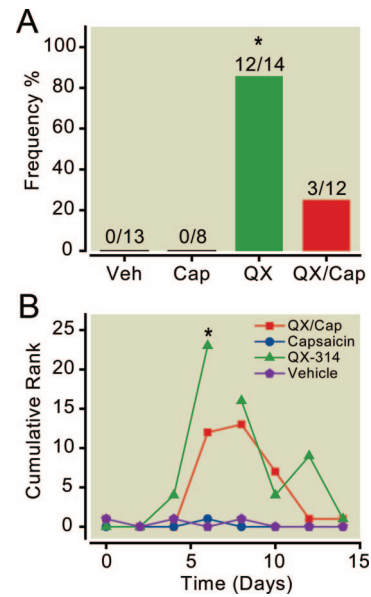 A
Frequency %
100
80
60
40
20
0
*
12/14
3/12
0/13
0/8
Veh Cap QX QX/Cap
B
Cumulative Rank
25
20
15
10
5
0
*
QX/Cap
Capsaicin
QX-314
Vehicle
0 5 10 15
Time (Days)